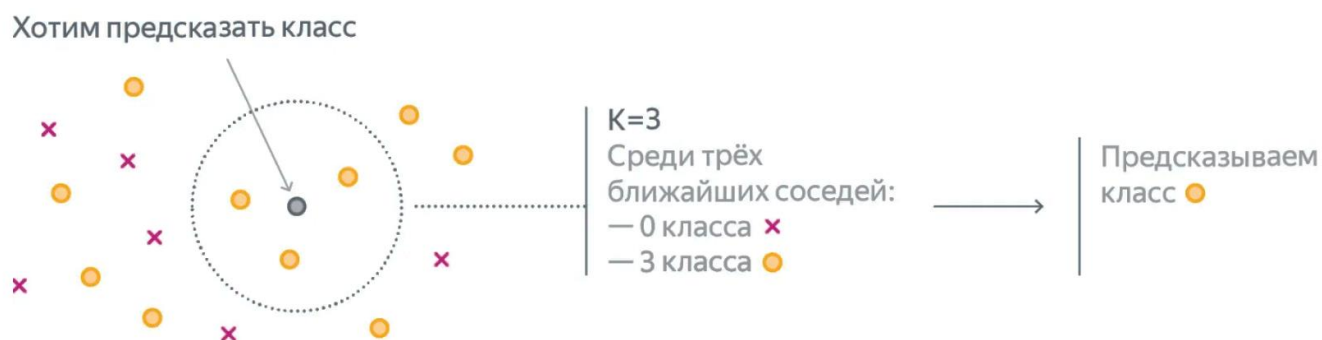 Хотим предсказать класс
K=3
Среди трёх
ближайших соседей:
— 0 класса
— 3 класса
Предсказываем
класс